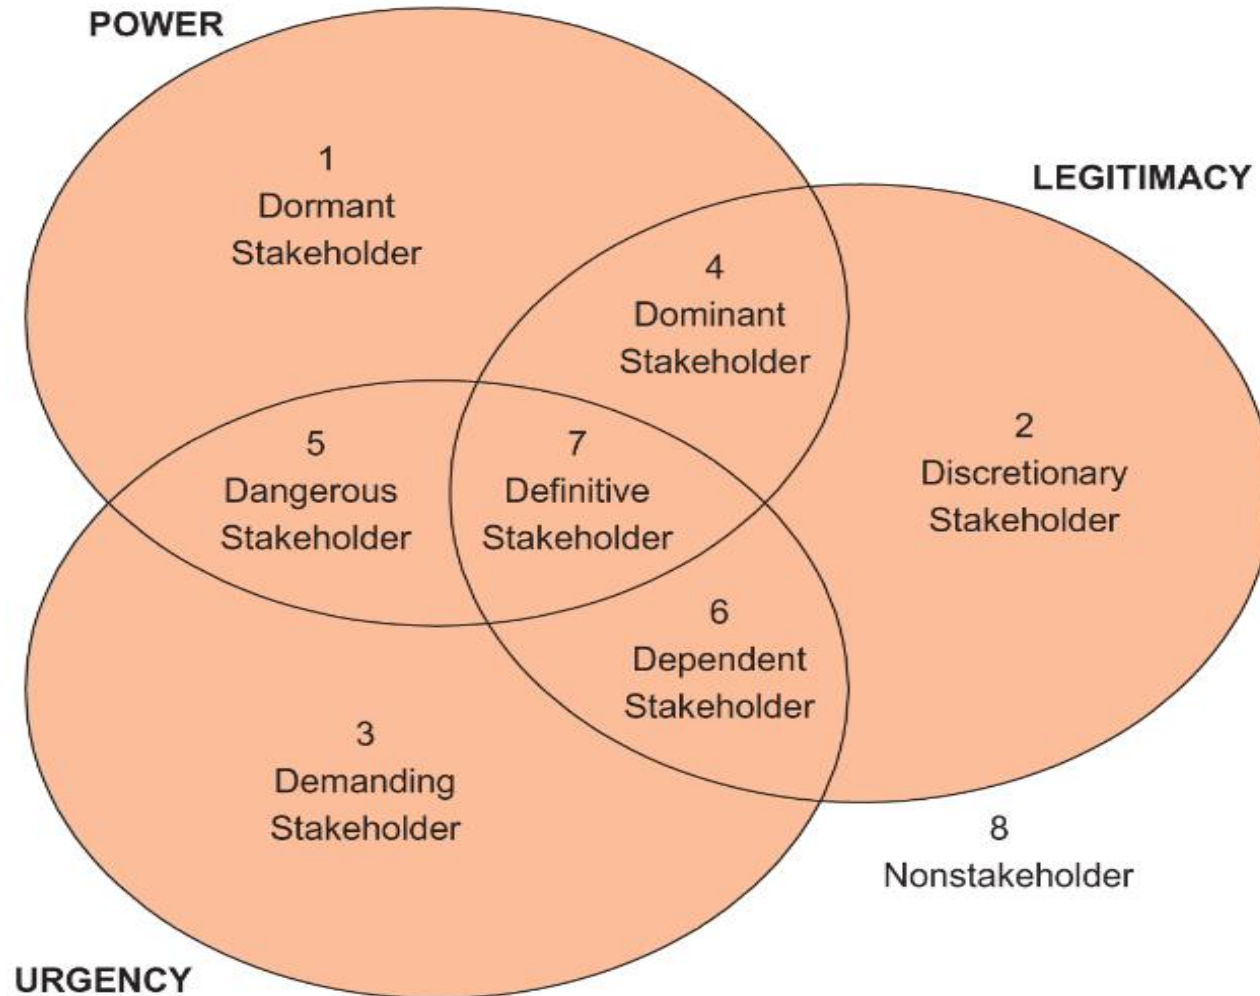 POWER
1
Dormant
Stakeholder
LEGITIMACY
4
Dominant
Stakeholder
2
Discretionary
Stakeholder
5
Dangerous
Stakeholder
7
Definitive
Stakeholder
6
Dependent
Stakeholder
3
Demanding
Stakeholder
8
Nonstakeholder
URGENCY